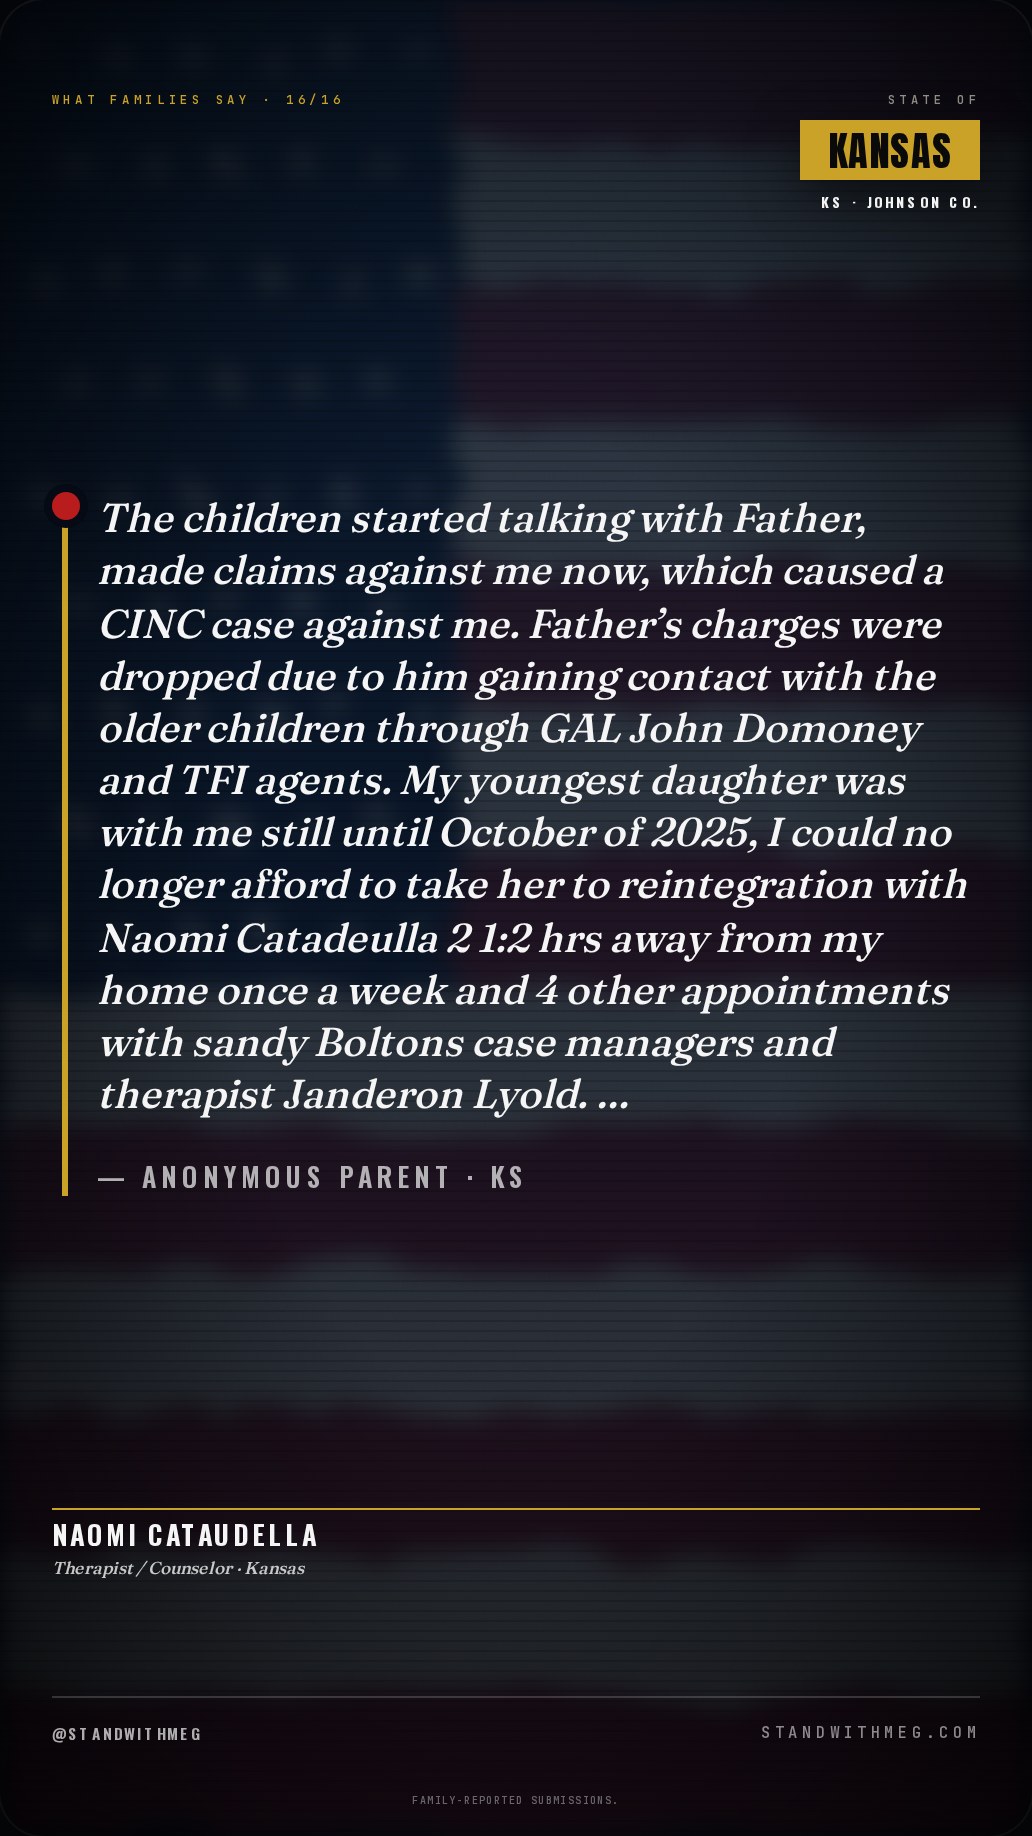 WHAT FAMILIES SAY · 16/16
STATE OF
KANSAS
KS · JOHNSON CO.
The children started talking with Father,
made claims against me now, which caused a
CINC case against me. Father’s charges were
dropped due to him gaining contact with the
older children through GAL John Domoney
and TFI agents. My youngest daughter was
with me still until October of 2025, I could no
longer afford to take her to reintegration with
Naomi Catadeulla 2 1:2 hrs away from my
home once a week and 4 other appointments
with sandy Boltons case managers and
therapist Janderon Lyold. ...
— ANONYMOUS PARENT · KS
NAOMI CATAUDELLA
Therapist / Counselor · Kansas
@STANDWITHMEG
STANDWITHMEG.COM
FAMILY-REPORTED SUBMISSIONS.